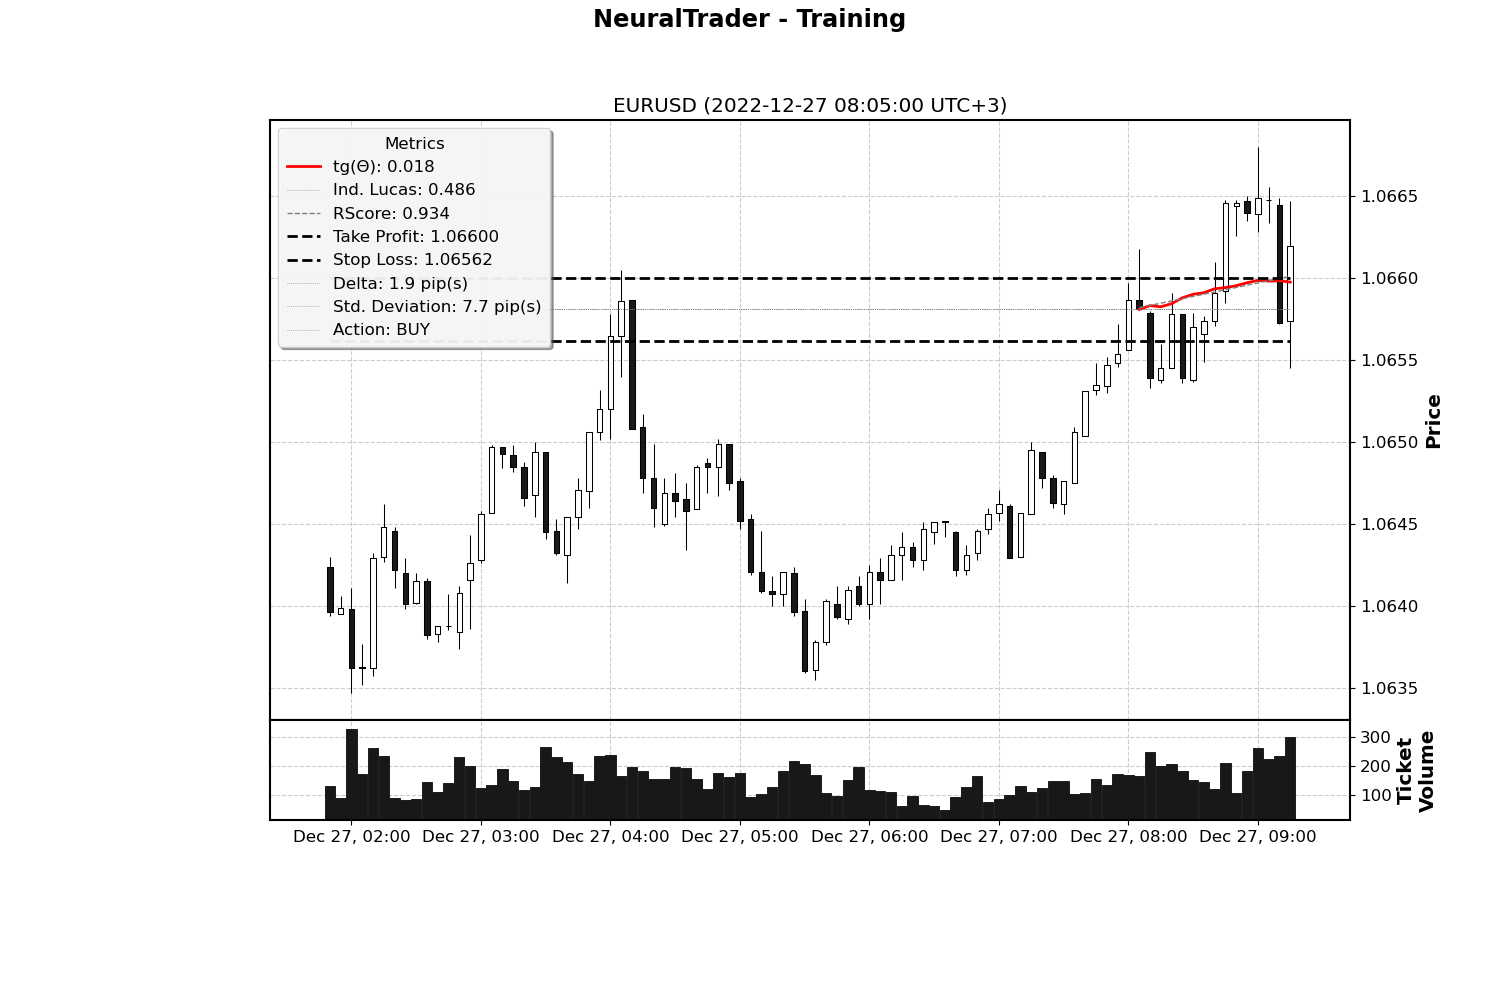 NeuralTrader - Training
EURUSD (2022-12-27 08:05:00 UTC+3)
Metrics
tg(Θ): 0.018
Ind. Lucas: 0.486
RScore: 0.934
Take Profit: 1.06600
Stop Loss: 1.06562
Delta: 1.9 pip(s)
Std. Deviation: 7.7 pip(s)
Action: BUY
1.0665
1.0660
1.0655
1.0650
1.0645
1.0640
1.0635
Price
300
200
100
Ticket
Volume
Dec 27, 02:00 Dec 27, 03:00 Dec 27, 04:00 Dec 27, 05:00 Dec 27, 06:00 Dec 27, 07:00 Dec 27, 08:00 Dec 27, 09:00